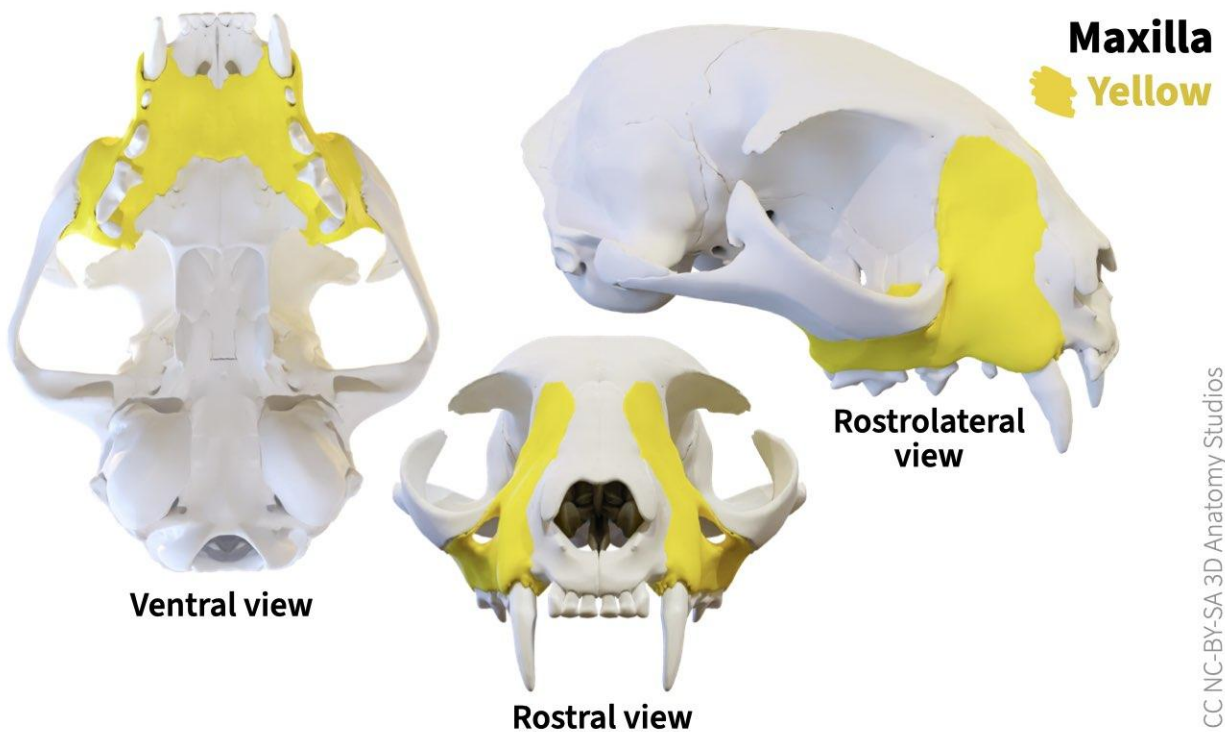 Maxilla
Yellow
Rostrolateral
view
Ventral view
Rostral view
CC NC-BY-SA 3D Anatomy Studios